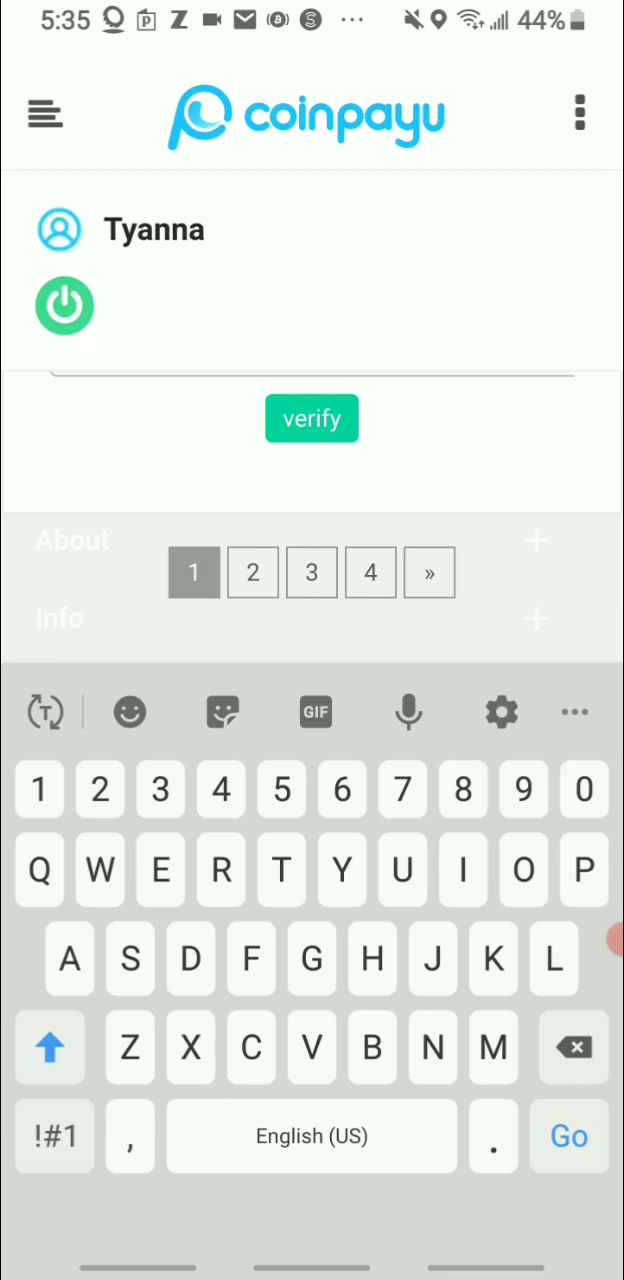 5:35 44%
coinpayu
Tyanna
verify
About +
1 2 3 4 »
Info +
GIF
1 2 3 4 5 6 7 8 9 0
Q W E R T Y U I O P
A S D F G H J K L
Z X C V B N M
!#1 , English (US) . Go